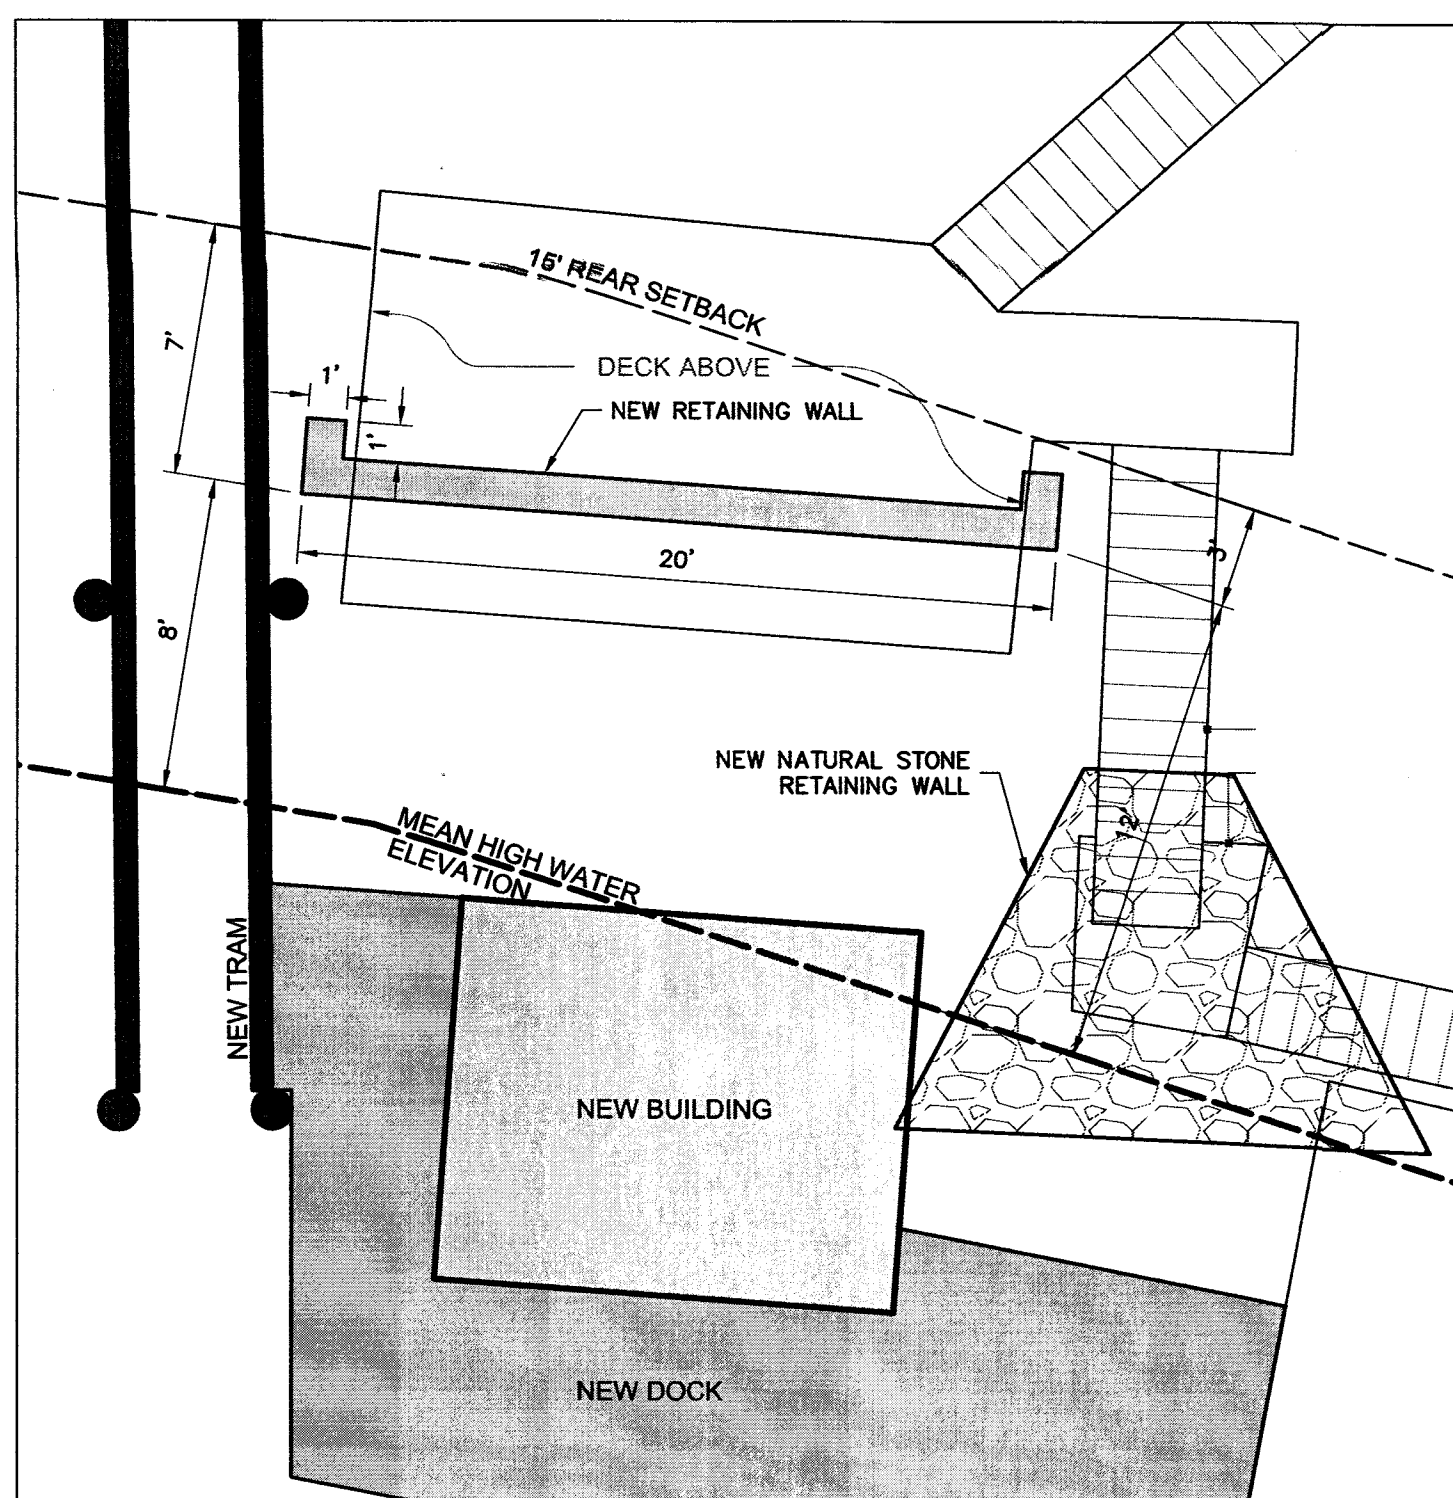 15' REAR SETBACK
7'
DECK ABOVE
1'
NEW RETAINING WALL
1'
20'
3'
8'
NEW NATURAL STONE
RETAINING WALL
12'
MEAN HIGH WATER
ELEVATION
NEW TRAM
NEW BUILDING
NEW DOCK